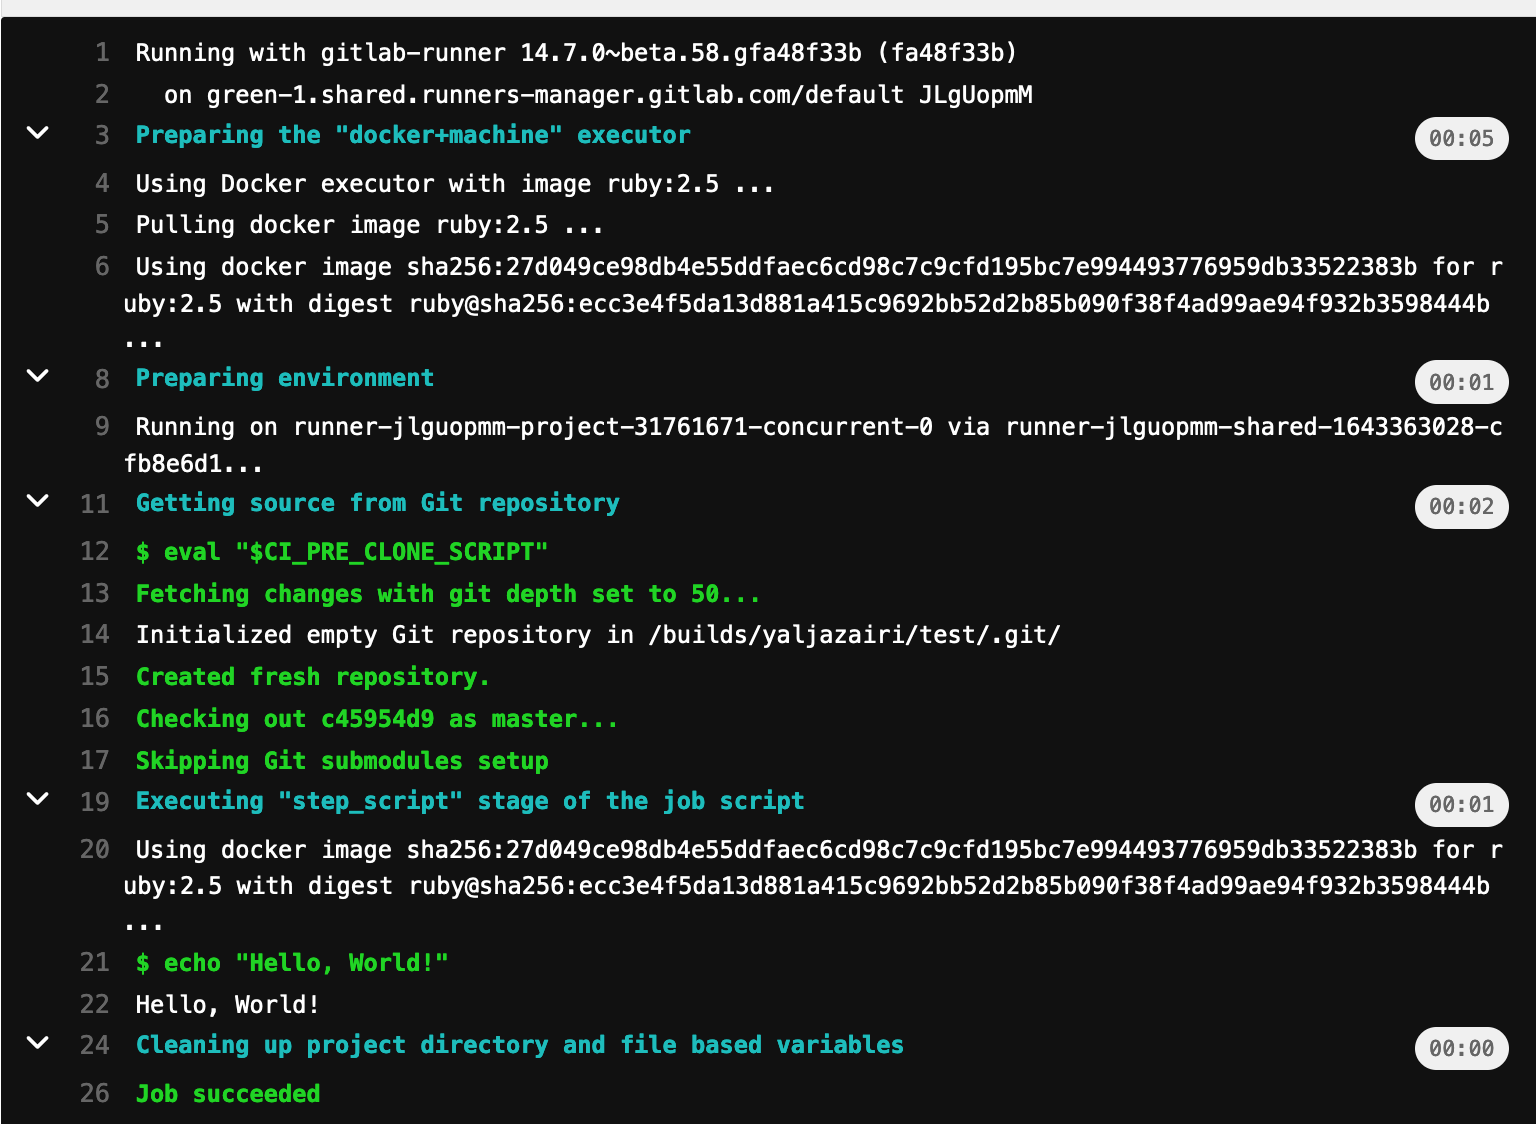 1 Running with gitlab-runner 14.7.0~beta.58.gfa48f33b (fa48f33b)
2 on green-1.shared.runners-manager.gitlab.com/default JLgUopmM
3 Preparing the "docker+machine" executor 00:05
4 Using Docker executor with image ruby:2.5 ...
5 Pulling docker image ruby:2.5 ...
6 Using docker image sha256:27d049ce98db4e55ddfaec6cd98c7c9cfd195bc7e994493776959db33522383b for r
uby:2.5 with digest ruby@sha256:ecc3e4f5da13d881a415c9692bb52d2b85b090f38f4ad99ae94f932b3598444b
...
8 Preparing environment 00:01
9 Running on runner-jlguopmm-project-31761671-concurrent-0 via runner-jlguopmm-shared-1643363028-c
fb8e6d1...
11 Getting source from Git repository 00:02
12 $ eval "$CI_PRE_CLONE_SCRIPT"
13 Fetching changes with git depth set to 50...
14 Initialized empty Git repository in /builds/yaljazairi/test/.git/
15 Created fresh repository.
16 Checking out c45954d9 as master...
17 Skipping Git submodules setup
19 Executing "step_script" stage of the job script 00:01
20 Using docker image sha256:27d049ce98db4e55ddfaec6cd98c7c9cfd195bc7e994493776959db33522383b for r
uby:2.5 with digest ruby@sha256:ecc3e4f5da13d881a415c9692bb52d2b85b090f38f4ad99ae94f932b3598444b
...
21 $ echo "Hello, World!"
22 Hello, World!
24 Cleaning up project directory and file based variables 00:00
26 Job succeeded